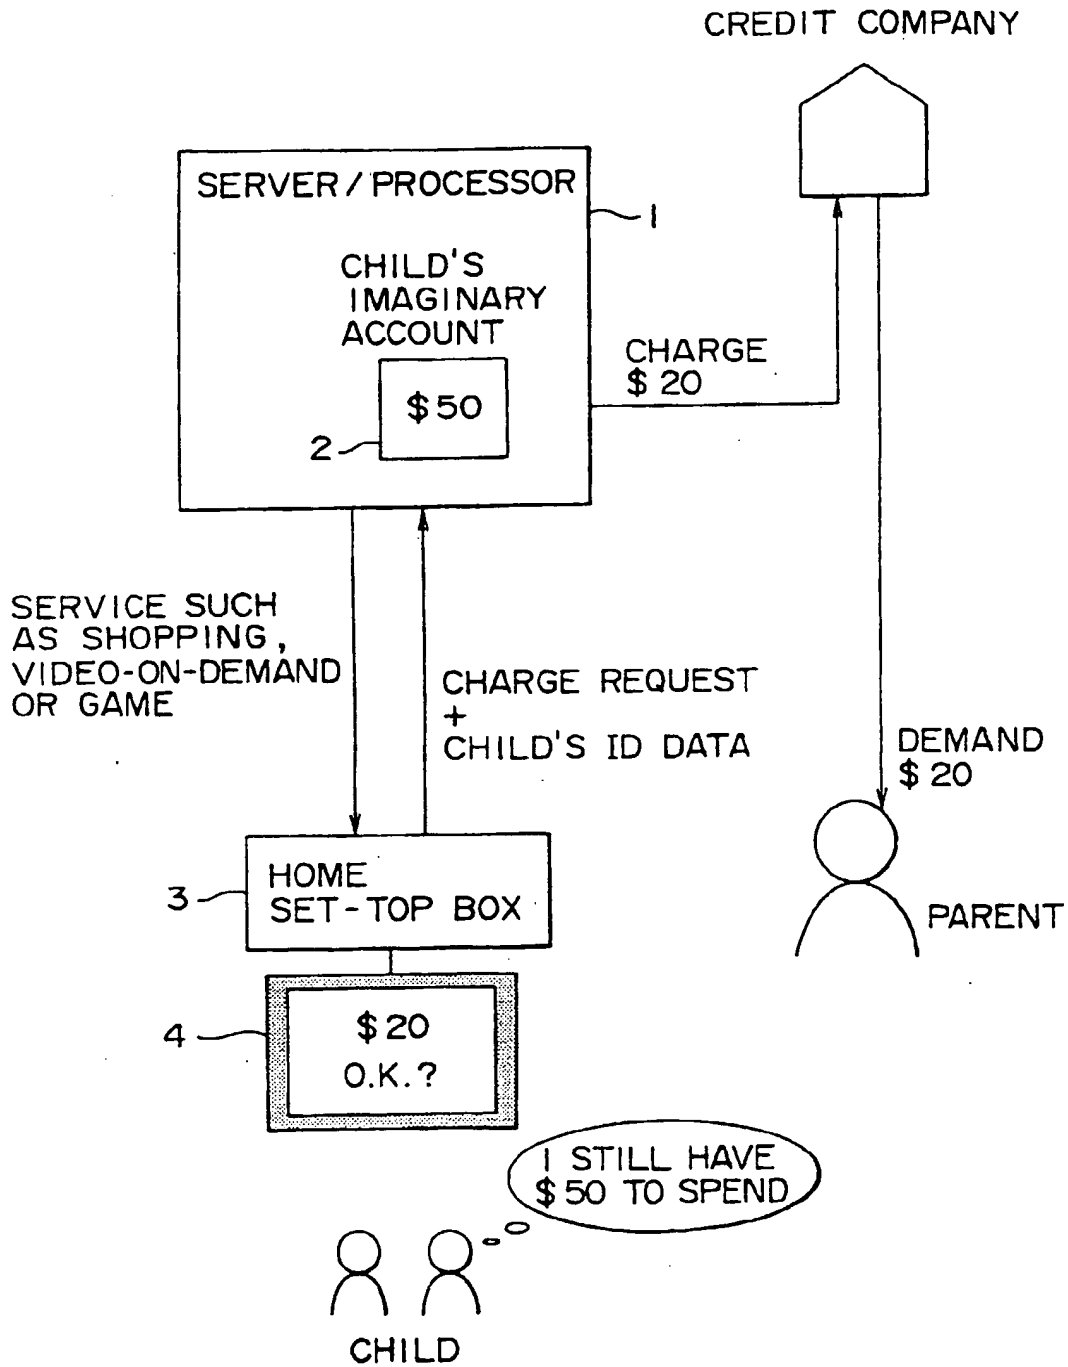 CREDIT COMPANY
SERVER/PROCESSOR
1
CHILD'S
IMAGINARY
ACCOUNT
$50
2
CHARGE
$20
SERVICE SUCH
AS SHOPPING,
VIDEO-ON-DEMAND
OR GAME
CHARGE REQUEST
+
CHILD'S ID DATA
DEMAND
$20
PARENT
3
HOME
SET-TOP BOX
4
$20
O.K.?
I STILL HAVE
$50 TO SPEND
CHILD